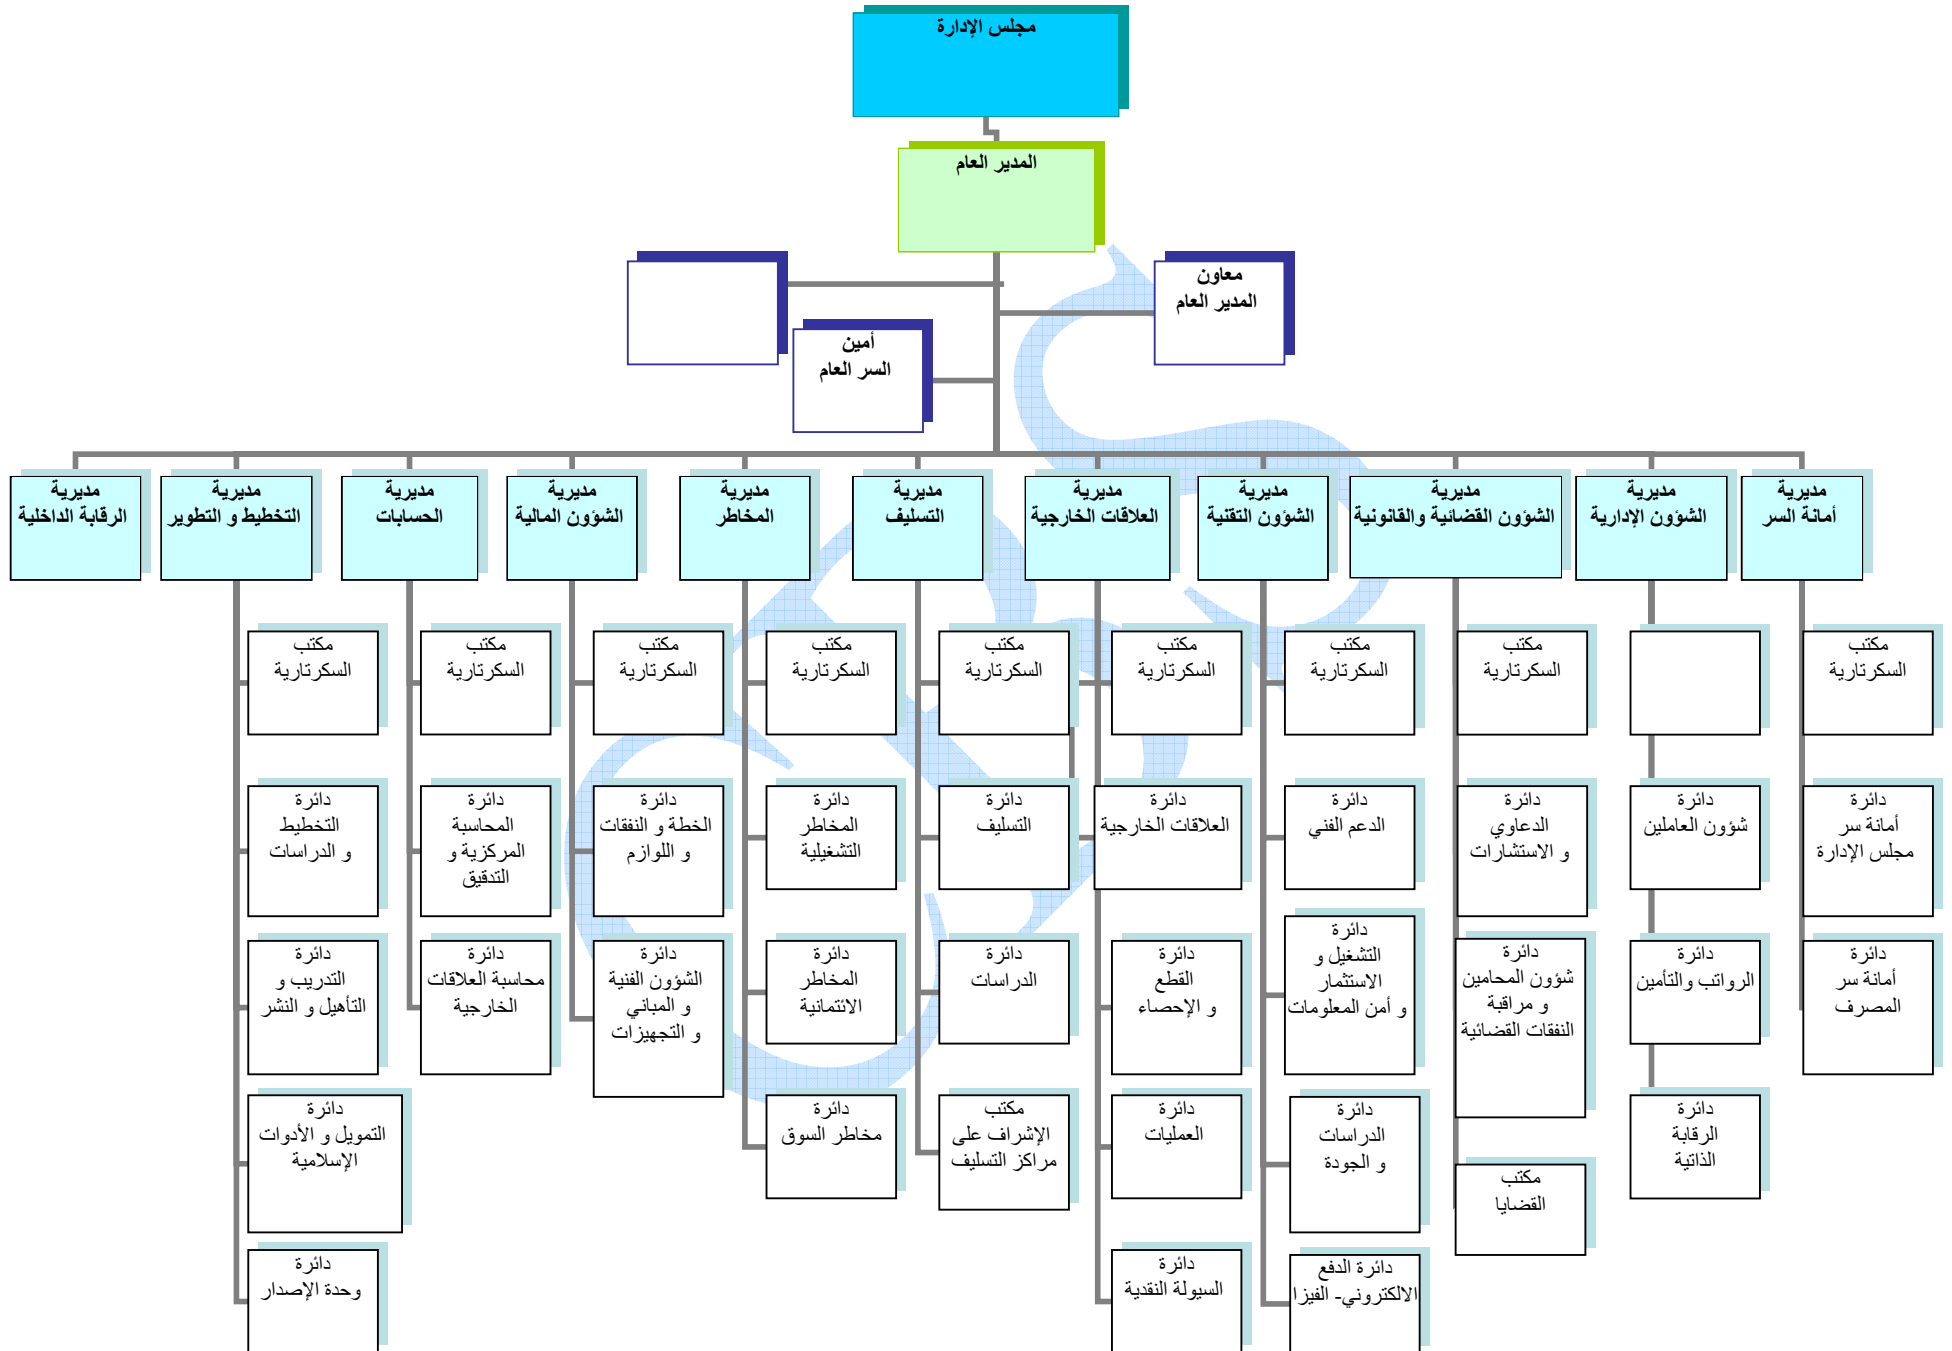 مجلس الإدارة
المدير العام
معاون
المدير العام
أمين
السر العام
مديرية
أمانة السر
مديرية
الشؤون الإدارية
مديرية
الشؤون القضائية والقانونية
مديرية
الشؤون التقنية
مديرية
العلاقات الخارجية
مديرية
التسليف
مديرية
المخاطر
مديرية
الشؤون المالية
مديرية
الحسابات
مديرية
التخطيط و التطوير
مديرية
الرقابة الداخلية
مكتب
السكرتارية
مكتب
السكرتارية
مكتب
السكرتارية
مكتب
السكرتارية
مكتب
السكرتارية
مكتب
السكرتارية
مكتب
السكرتارية
مكتب
السكرتارية
مكتب
السكرتارية
دائرة
أمانة سر
مجلس الإدارة
دائرة
شؤون العاملين
دائرة
الدعاوي
و الاستشارات
دائرة
الدعم الفني
دائرة
العلاقات الخارجية
دائرة
التسليف
دائرة
المخاطر
التشغيلية
دائرة
الخطة و النفقات
و اللوازم
دائرة
المحاسبة
المركزية و
التدقيق
دائرة
التخطيط
و الدراسات
دائرة
أمانة سر
المصرف
دائرة
الرواتب والتأمين
دائرة
شؤون المحامين
و مراقبة
النفقات القضائية
دائرة
التشغيل و
الاستثمار
و أمن المعلومات
دائرة
القطع
و الإحصاء
دائرة
الدراسات
دائرة
المخاطر
الائتمانية
دائرة
الشؤون الفنية
و المباني
و التجهيزات
دائرة
محاسبة العلاقات
الخارجية
دائرة
التدريب و
التأهيل و النشر
دائرة
الرقابة
الذاتية
مكتب
القضايا
دائرة
الدراسات
و الجودة
دائرة
العمليات
مكتب
الإشراف على
مراكز التسليف
دائرة
مخاطر السوق
دائرة
التمويل و الأدوات
الإسلامية
دائرة الدفع
الالكتروني- الفيزا
دائرة
السيولة النقدية
دائرة
وحدة الإصدار